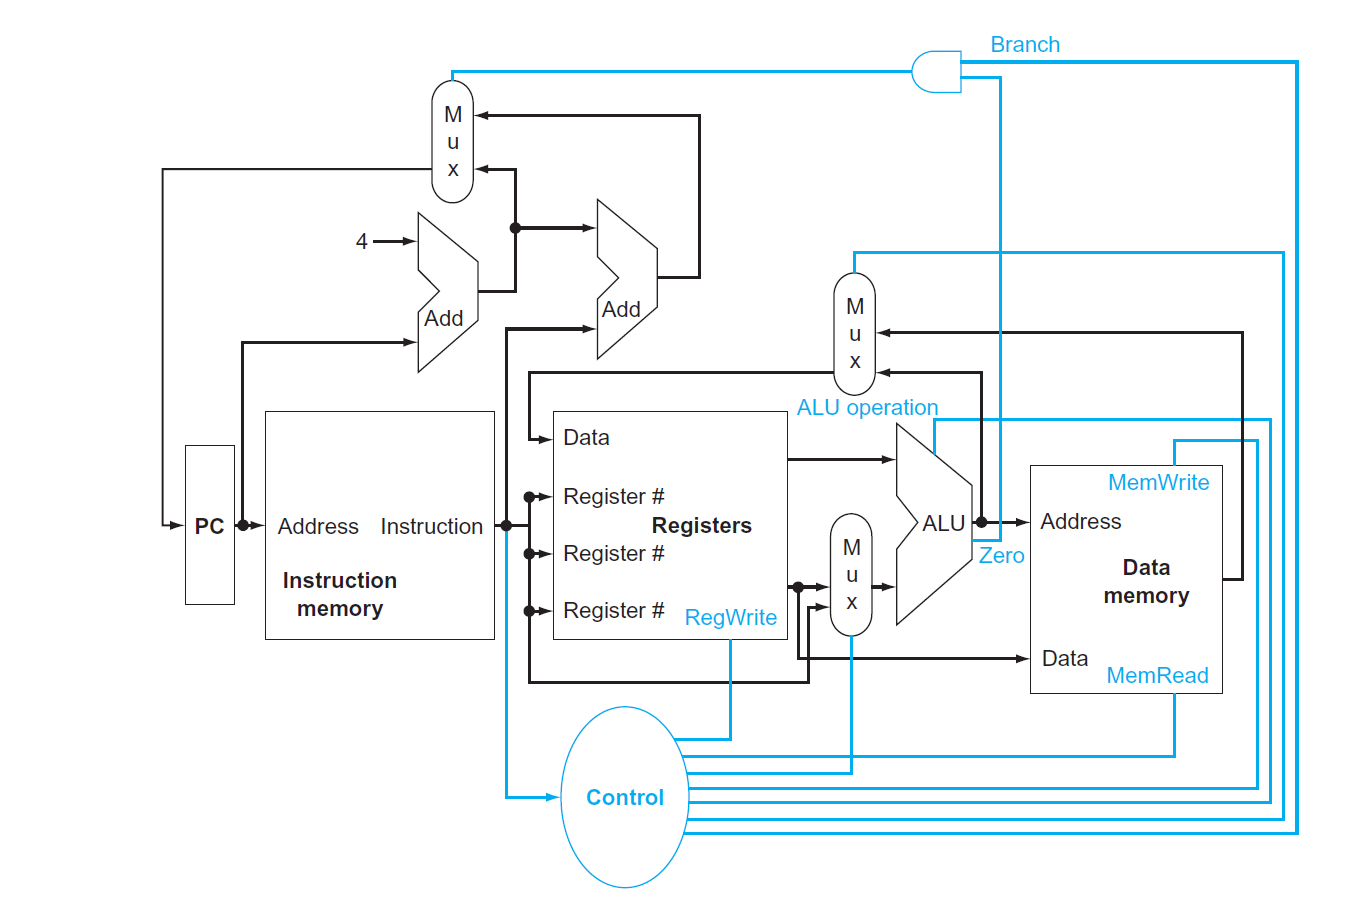 Branch
M
u
x
4
Add
Add
M
u
x
ALU operation
Data
PC
Address
Instruction
Instruction
memory
Register #
Registers
Register #
Register #
RegWrite
M
u
x
ALU
Zero
MemWrite
Address
Data
memory
Data
MemRead
Control